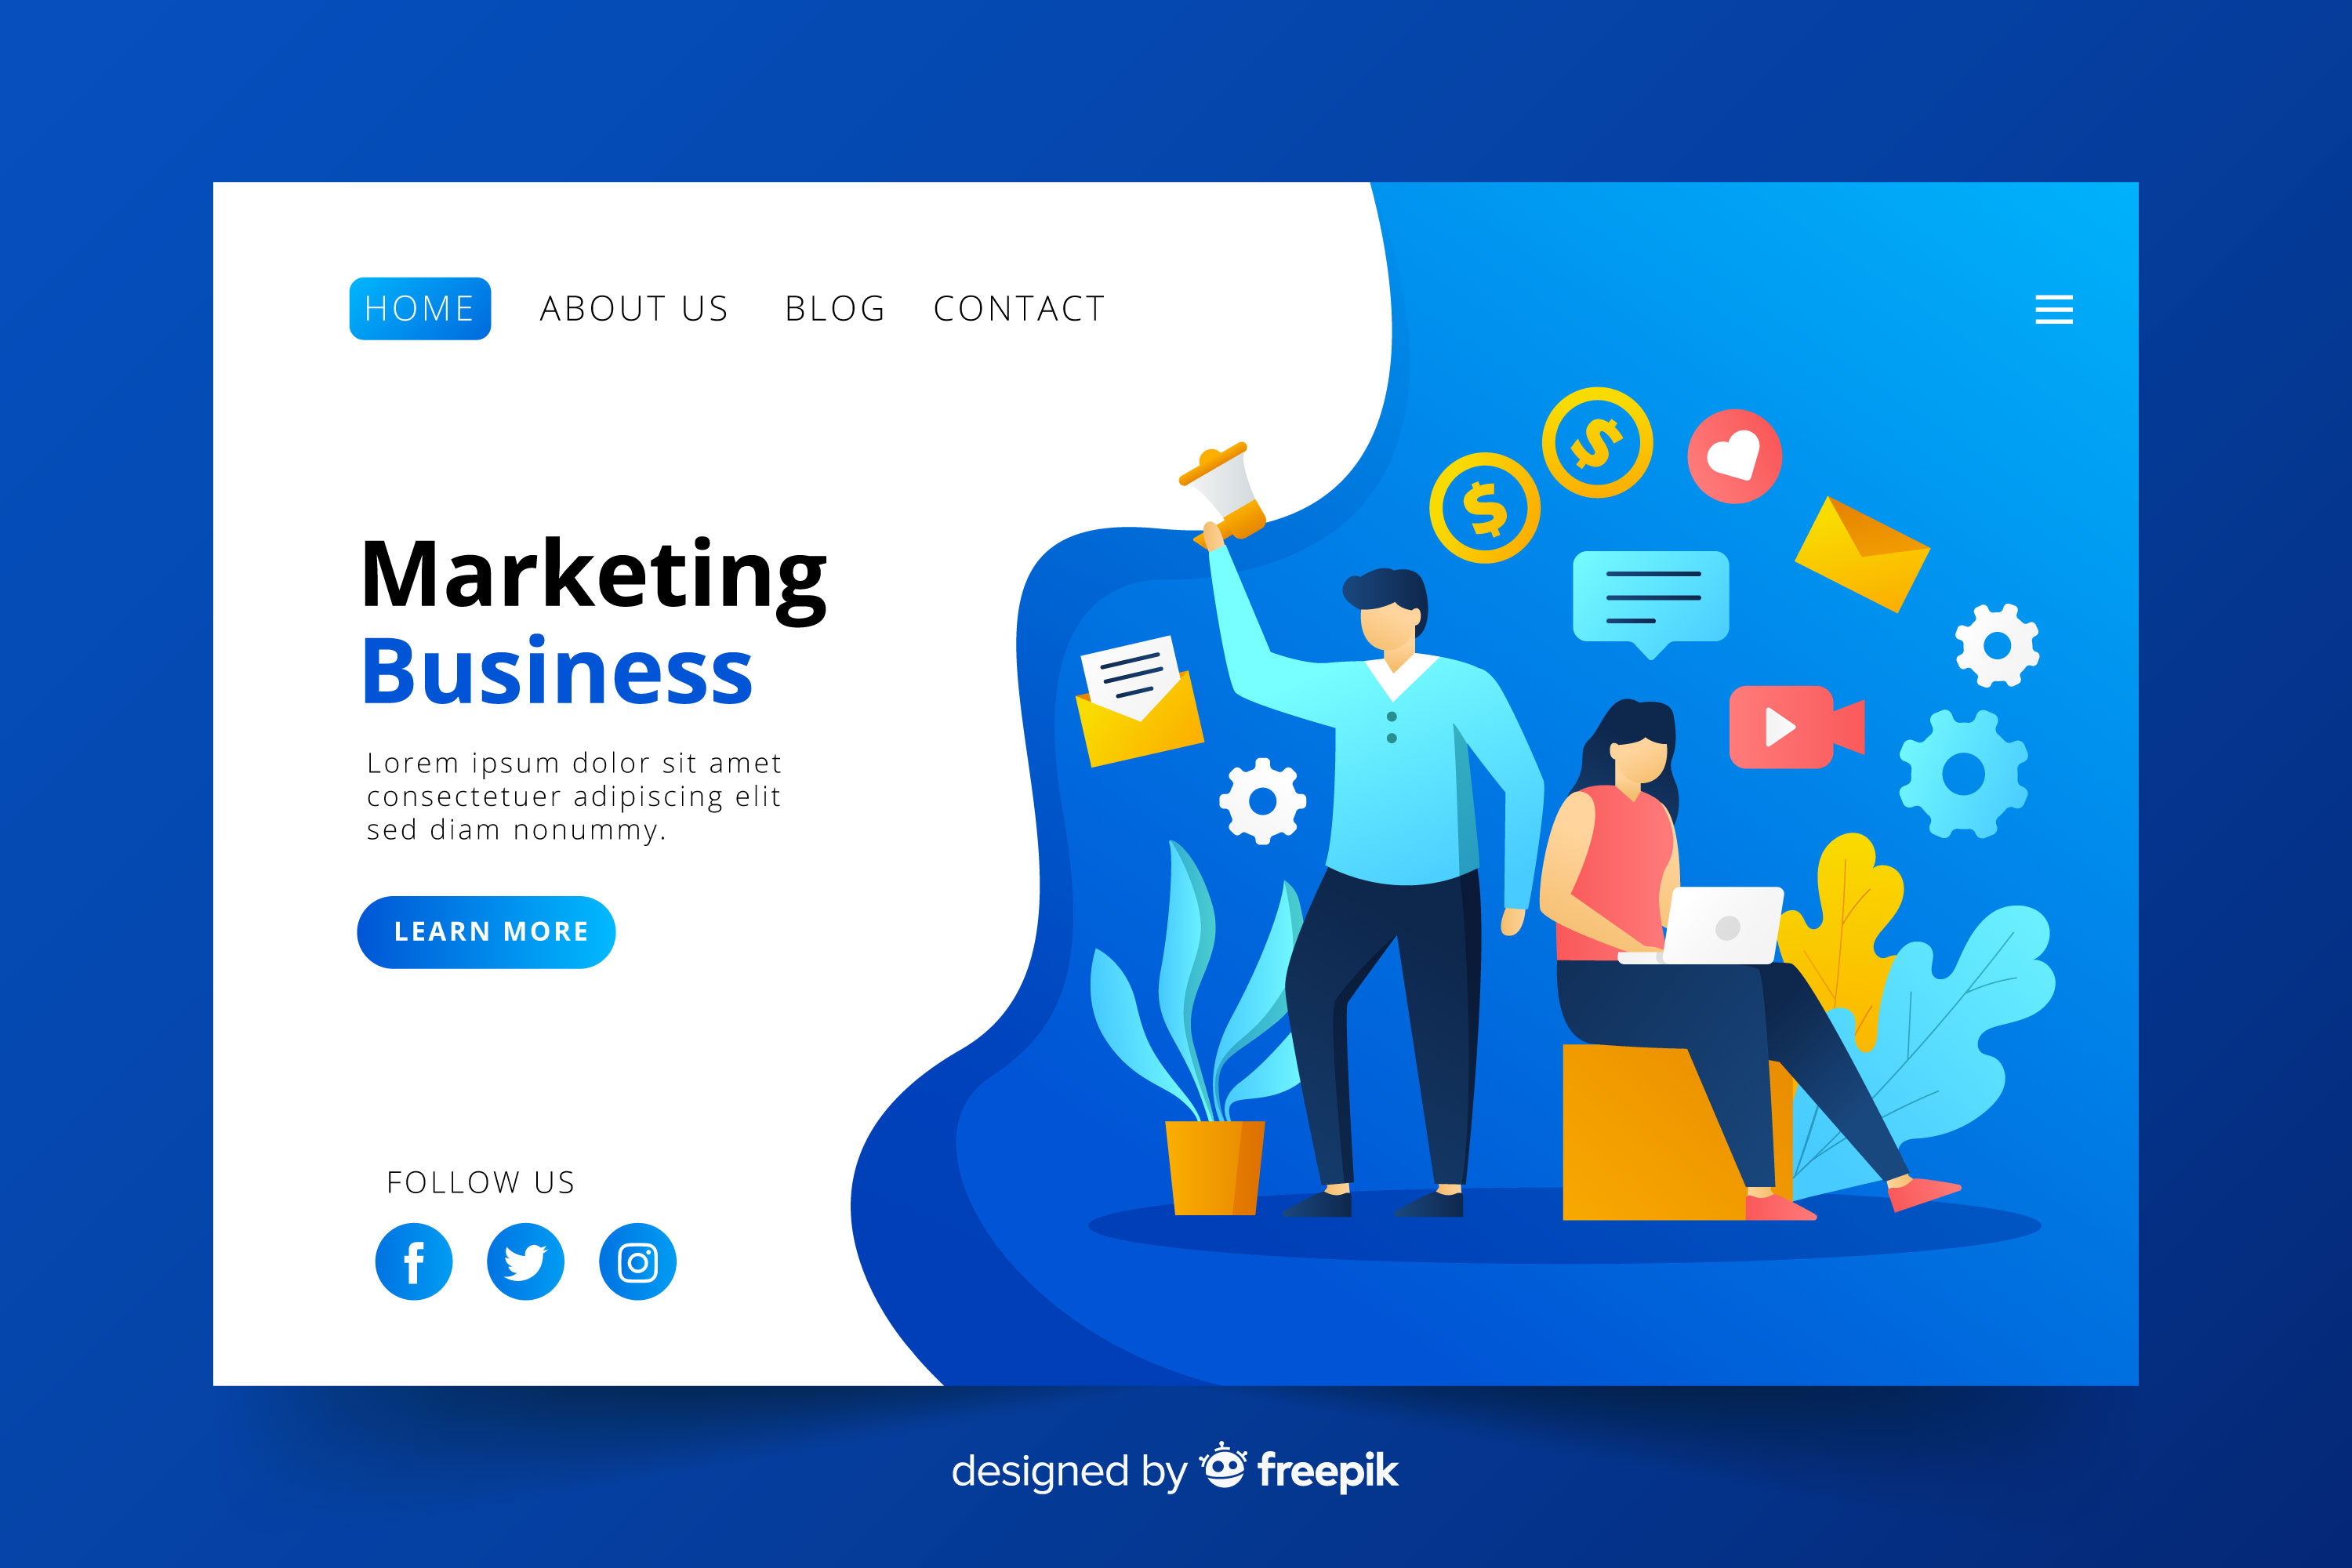 HOME ABOUT US BLOG CONTACT
Marketing
Business
Lorem ipsum dolor sit amet
consectetuer adipiscing elit
sed diam nonummy.
LEARN MORE
FOLLOW US
$ $
designed by freepik